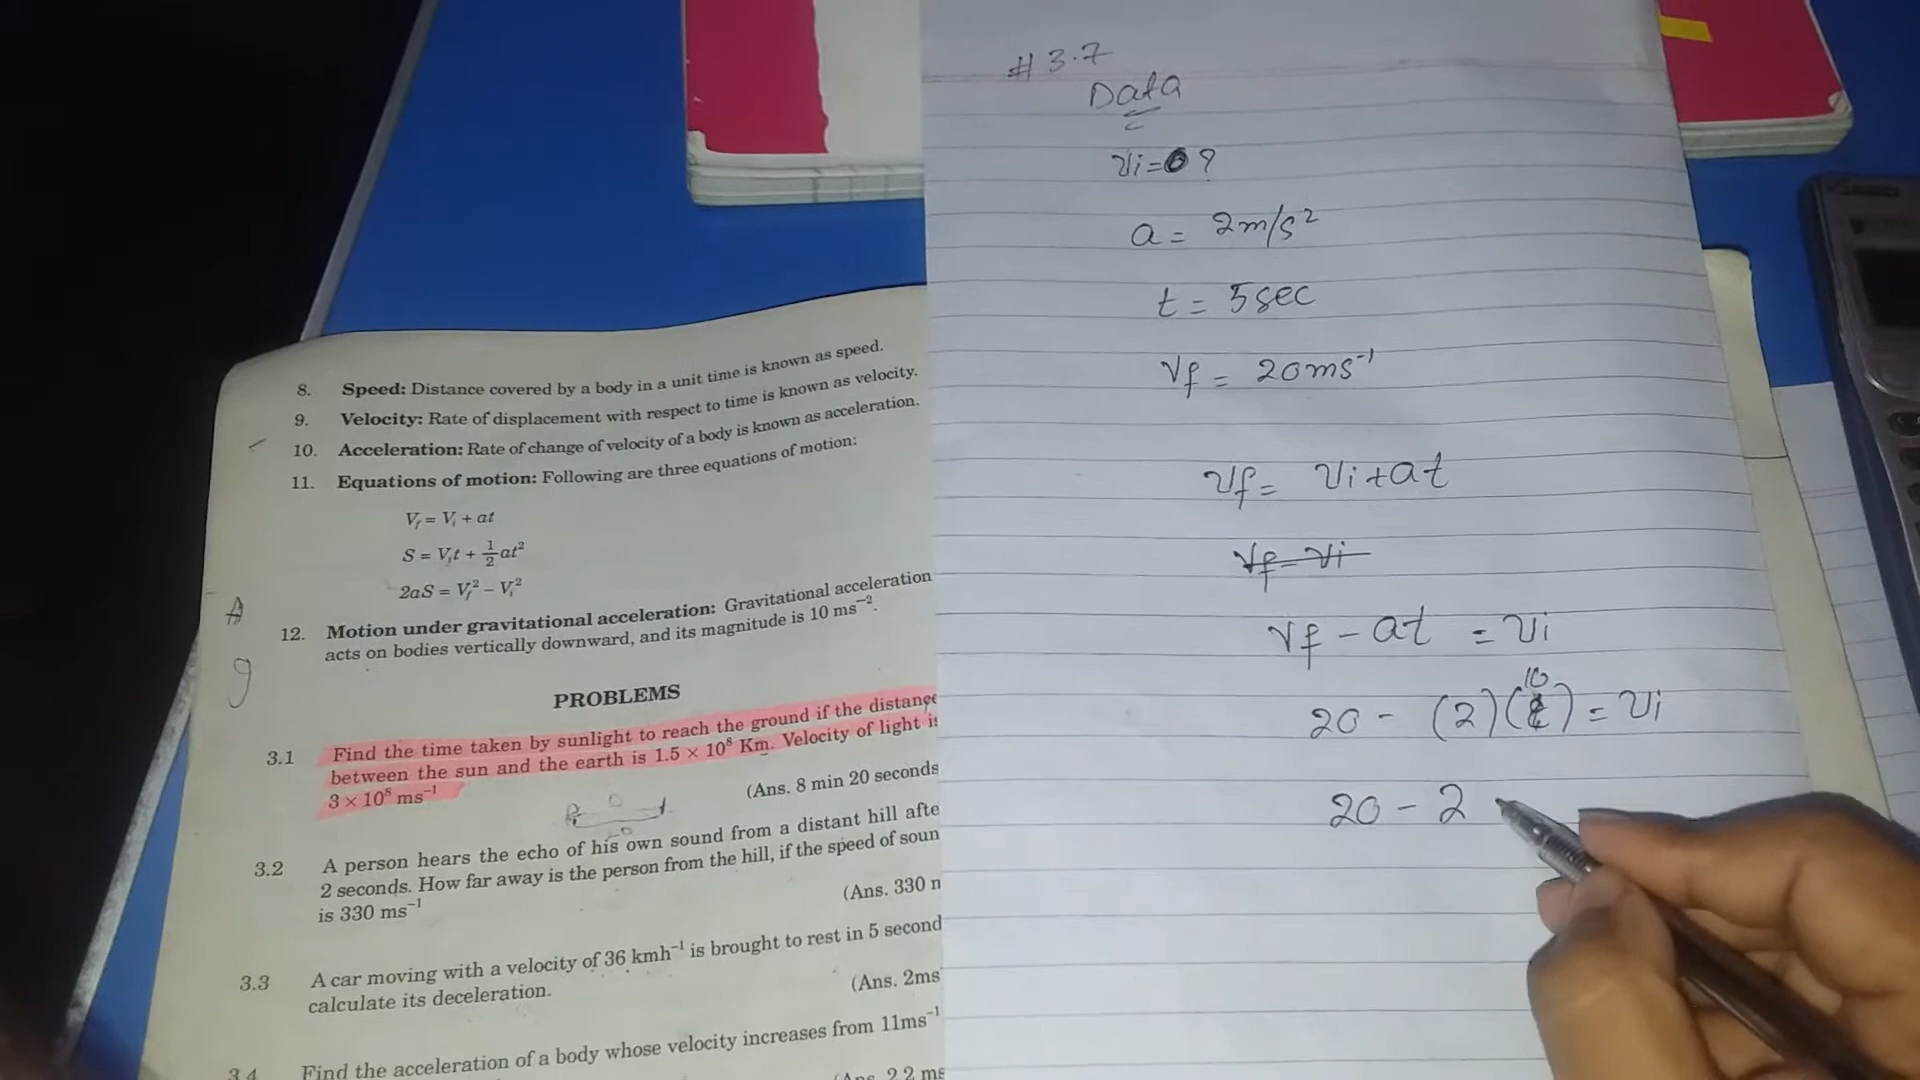 8. Speed: Distance covered by a body in a unit time is known as speed.
9. Velocity: Rate of displacement with respect to time is known as velocity.
10. Acceleration: Rate of change of velocity of a body is known as acceleration.
11. Equations of motion: Following are three equations of motion:
V_f = V_i + at
S = V_i t + 1/2 at²
2aS = V_f² − V_i²
12. Motion under gravitational acceleration: Gravitational acceleration
acts on bodies vertically downward, and its magnitude is 10 ms⁻².
PROBLEMS
3.1 Find the time taken by sunlight to reach the ground if the distance
between the sun and the earth is 1.5 × 10⁸ Km. Velocity of light is
3 × 10⁸ ms⁻¹
(Ans. 8 min 20 seconds
3.2 A person hears the echo of his own sound from a distant hill afte
2 seconds. How far away is the person from the hill, if the speed of soun
is 330 ms⁻¹
(Ans. 330 m
3.3 A car moving with a velocity of 36 kmh⁻¹ is brought to rest in 5 second
calculate its deceleration.
(Ans. 2ms
3.4 Find the acceleration of a body whose velocity increases from 11ms⁻¹
2.2 ms
g
# 3.7
Data
vi = ?
a = 2m/s²
t = 5sec
Vf = 20ms⁻¹
vf = vi + at
Vf = vi
Vf − at = vi
20 − (2)( 10 ) = vi
20 − 2